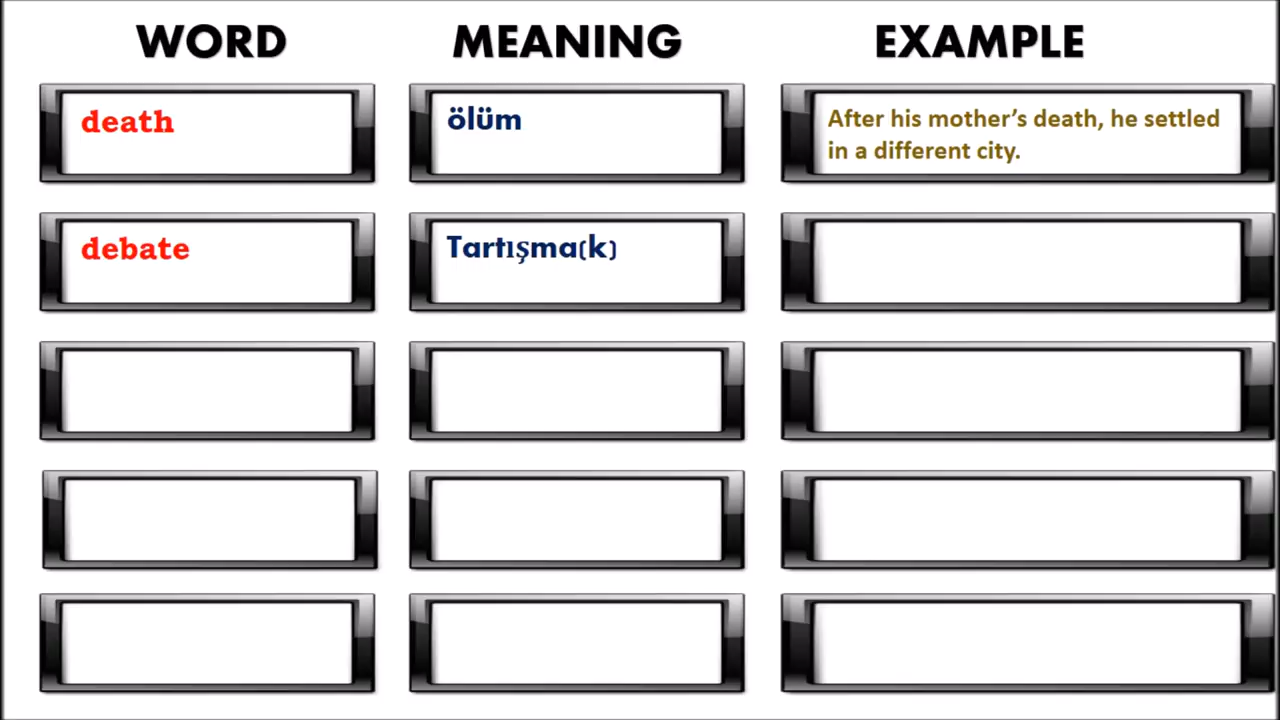 WORD MEANING EXAMPLE
death ölüm After his mother’s death, he settled
in a different city.
debate Tartışma(k)